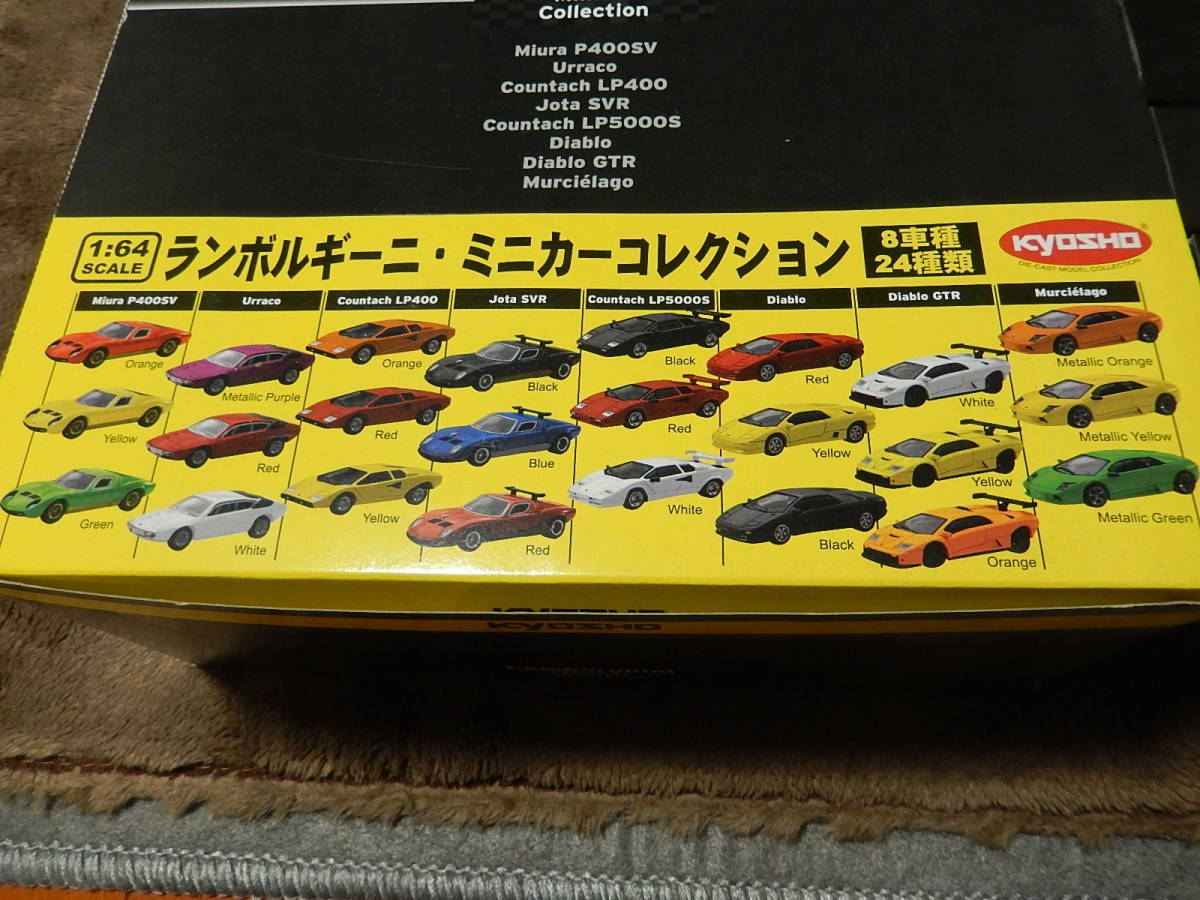 Collection
Miura P400SV
Urraco
Countach LP400
Jota SVR
Countach LP5000S
Diablo
Diablo GTR
Murciélago
1:64
SCALE
ランボルギーニ・ミニカーコレクション
8車種
24種類
KYOSHO
DIE-CAST MODEL COLLECTION
Miura P400SV
Urraco
Countach LP400
Jota SVR
Countach LP5000S
Diablo
Diablo GTR
Murciélago
Orange
Yellow
Green
Metallic Purple
Red
White
Orange
Red
Yellow
Black
Blue
Red
Black
Red
White
Red
Yellow
Black
White
Yellow
Orange
Metallic Orange
Metallic Yellow
Metallic Green
KYOSHO
Lamborghini